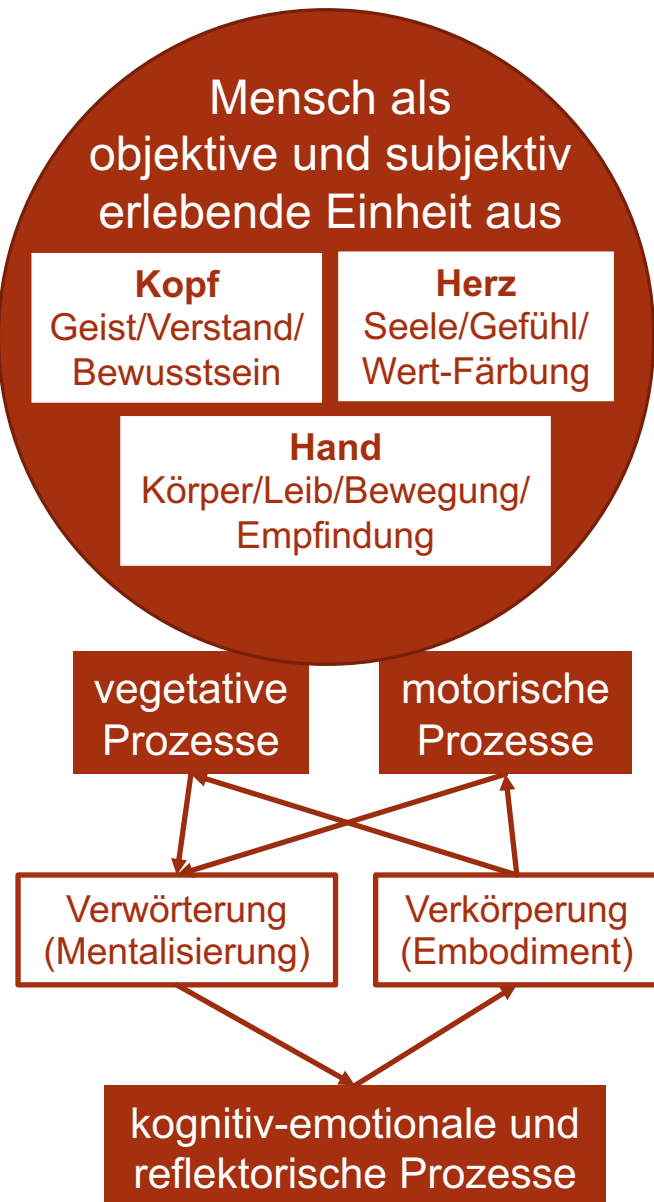 Mensch als
objektive und subjektiv
erlebende Einheit aus
Kopf
Geist/Verstand/
Bewusstsein
Herz
Seele/Gefühl/
Wert-Färbung
Hand
Körper/Leib/Bewegung/
Empfindung
vegetative
Prozesse
motorische
Prozesse
Verwörterung
(Mentalisierung)
Verkörperung
(Embodiment)
kognitiv-emotionale und
reflektorische Prozesse